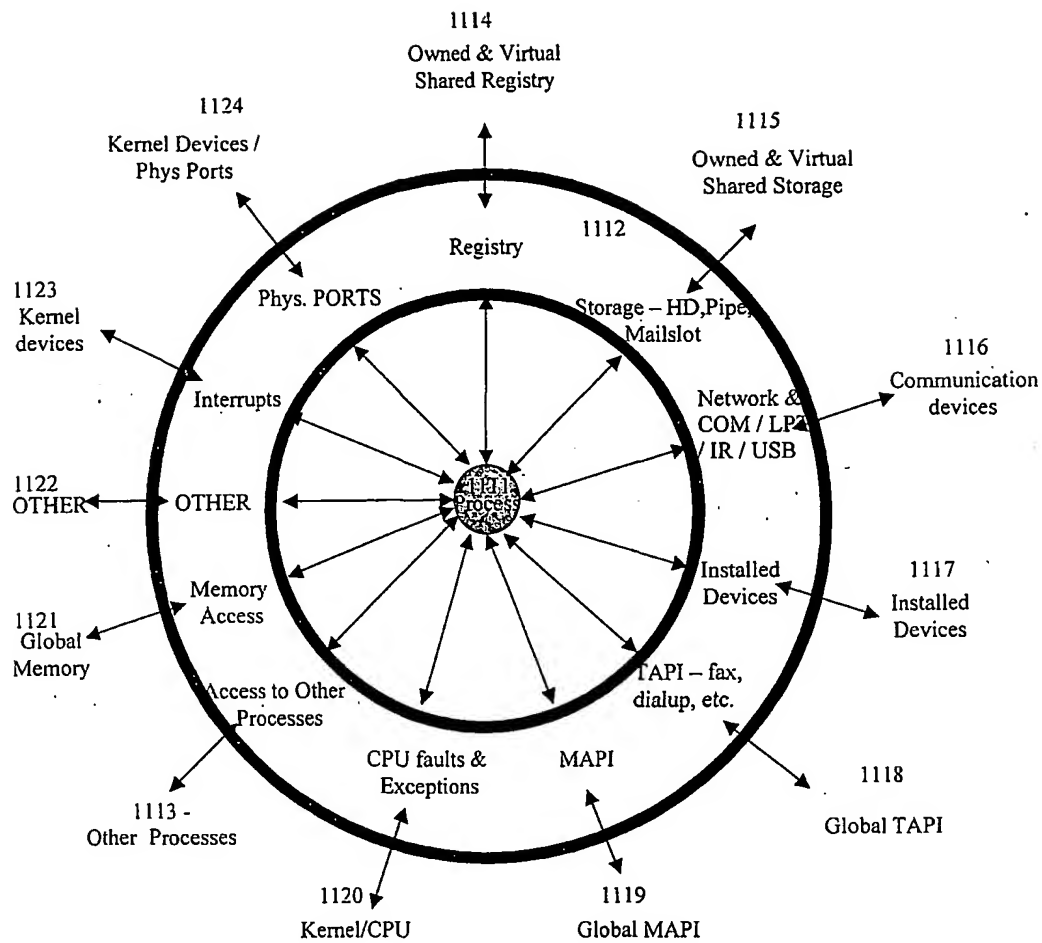 1114
Owned & Virtual
Shared Registry
1124
Kernel Devices /
Phys Ports
1115
Owned & Virtual
Shared Storage
1112
Registry
Phys. PORTS
Storage – HD,Pipe,
Mailslot
1123
Kernel
devices
Interrupts
1116
Communication
devices
Network &
COM / LPT
/ IR / USB
1111
Process
1122
OTHER
OTHER
Memory
Access
1121
Global
Memory
Installed
Devices
1117
Installed
Devices
TAPI – fax,
dialup, etc.
Access to Other
Processes
CPU faults &
Exceptions
MAPI
1113 -
Other Processes
1118
Global TAPI
1120
Kernel/CPU
1119
Global MAPI